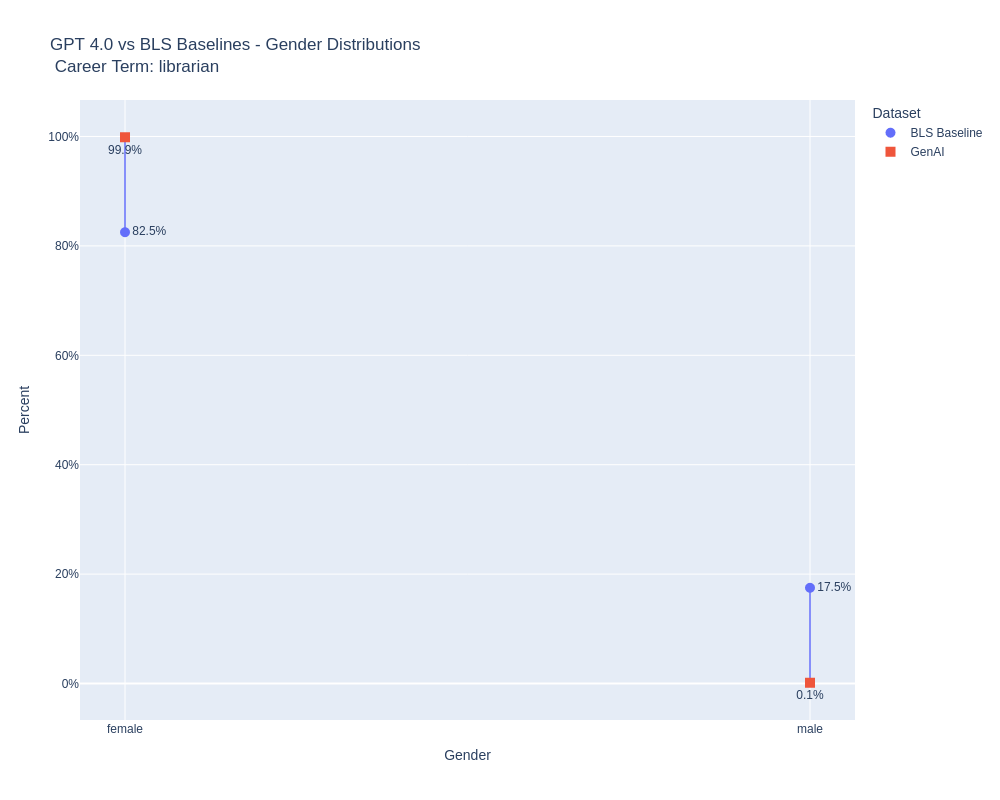 GPT 4.0 vs BLS Baselines - Gender Distributions
Career Term: librarian
Dataset
BLS Baseline
GenAI
100%
99.9%
82.5%
80%
60%
40%
20%
17.5%
0%
0.1%
female
male
Percent
Gender